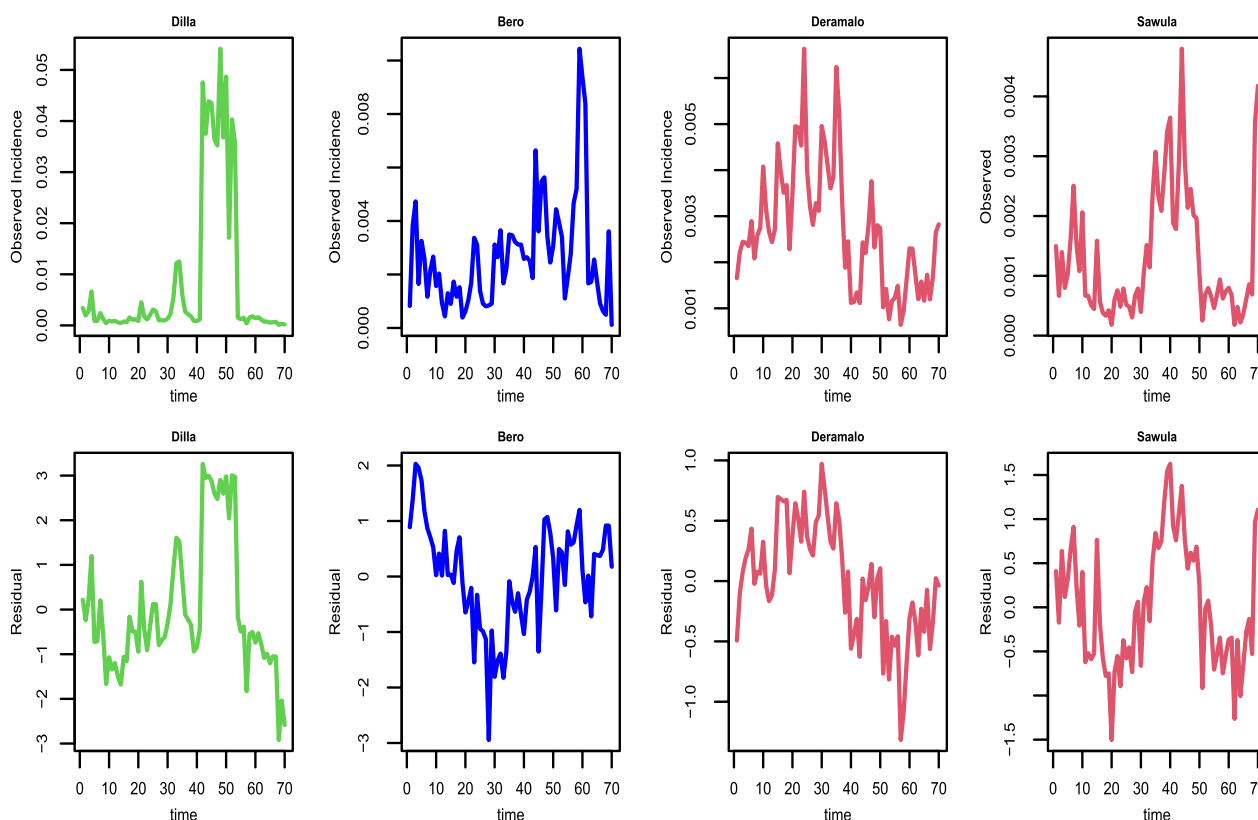 Dilla
Observed Incidence
0.05
0.04
0.03
0.02
0.01
0.00
0 10 20 30 40 50 60 70
time
Bero
Observed Incidence
0.008
0.004
0.000
0 10 20 30 40 50 60 70
time
Deramalo
Observed Incidence
0.005
0.003
0.001
0 10 20 30 40 50 60 70
time
Sawula
Observed
0.004
0.003
0.002
0.001
0.000
0 10 20 30 40 50 60 7
time
Dilla
Residual
3
2
1
0
−1
−2
−3
0 10 20 30 40 50 60 70
time
Bero
Residual
2
1
0
−1
−2
−3
0 10 20 30 40 50 60 70
time
Deramalo
Residual
1.0
0.5
0.0
−0.5
−1.0
0 10 20 30 40 50 60 70
time
Sawula
Residual
1.5
1.0
0.5
0.0
−0.5
−1.5
0 10 20 30 40 50 60 7
time